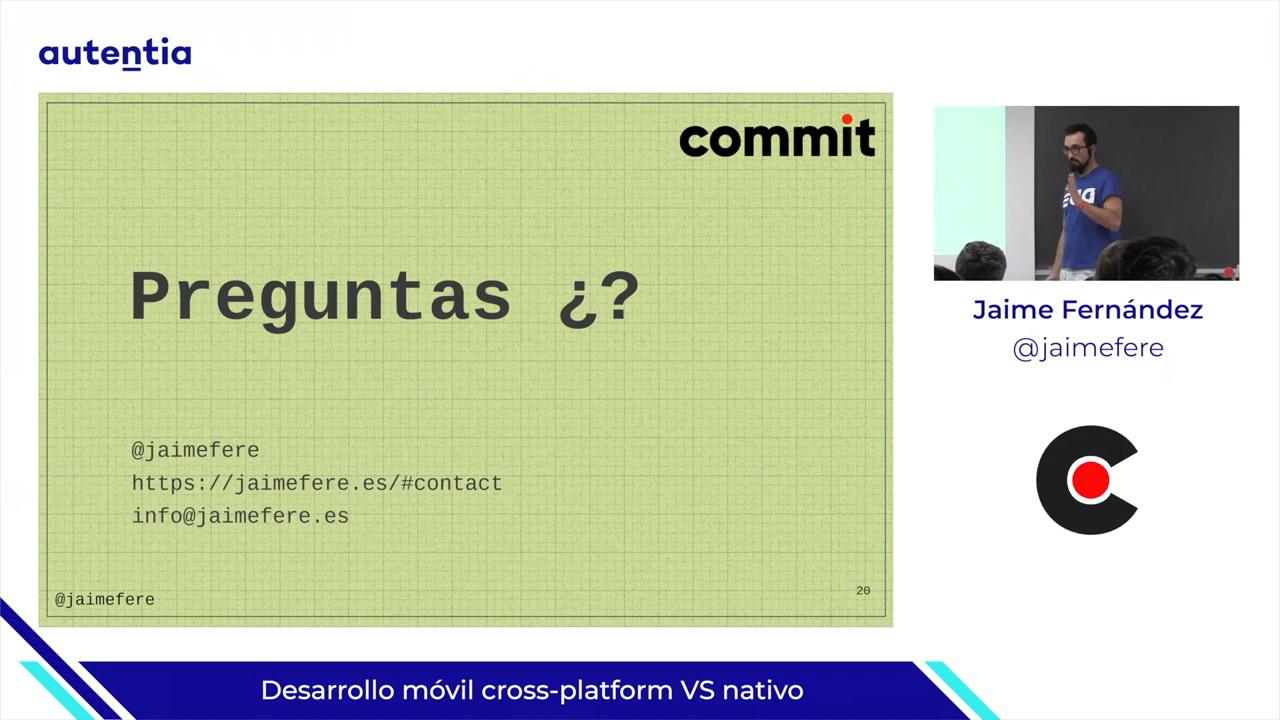 autentia
commit
Preguntas ¿?
@jaimefere
https://jaimefere.es/#contact
info@jaimefere.es
@jaimefere
20
Jaime Fernández
@jaimefere
Desarrollo móvil cross-platform VS nativo